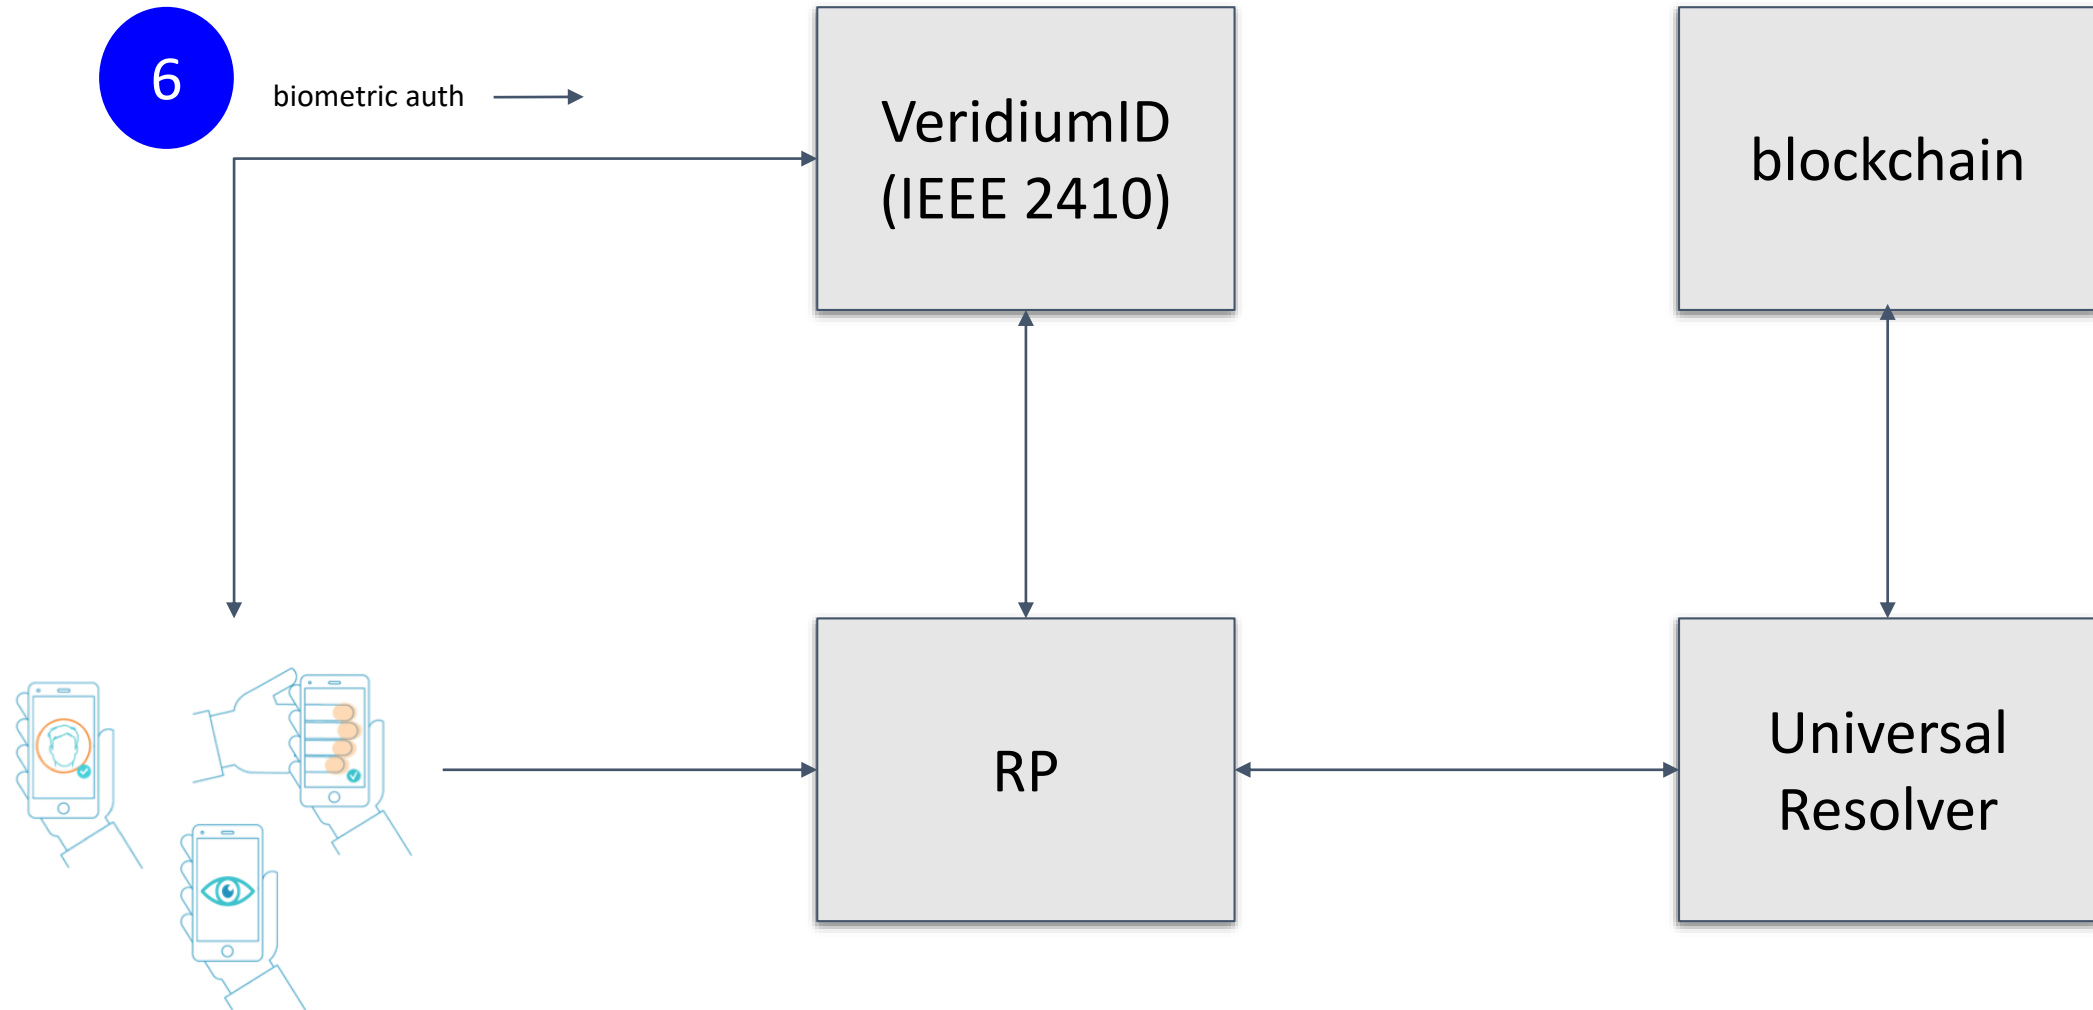 6
biometric auth
VeridiumID
(IEEE 2410)
blockchain
RP
Universal
Resolver